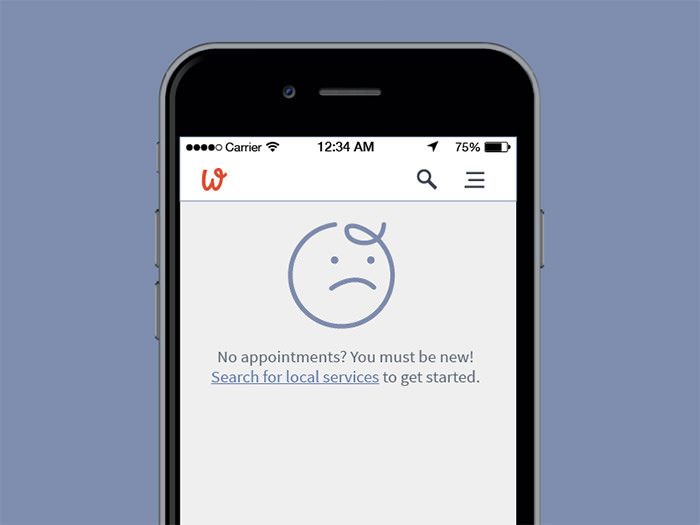 Carrier 12:34 AM 75%
W
No appointments? You must be new!
Search for local services to get started.